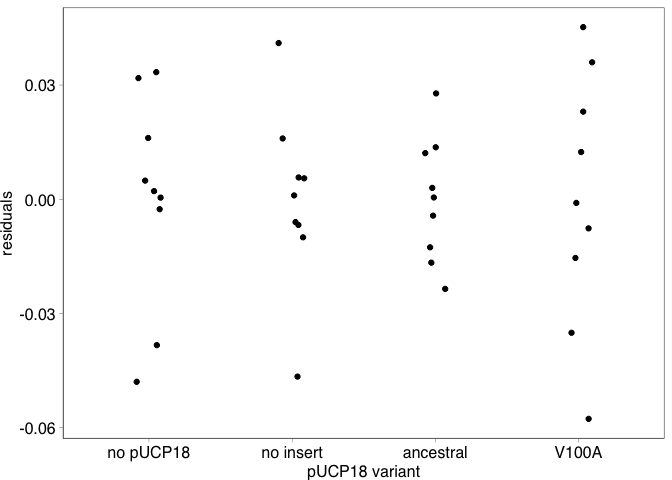 0.03
0.00
-0.03
-0.06
residuals
no pUCP18 no insert ancestral V100A
pUCP18 variant